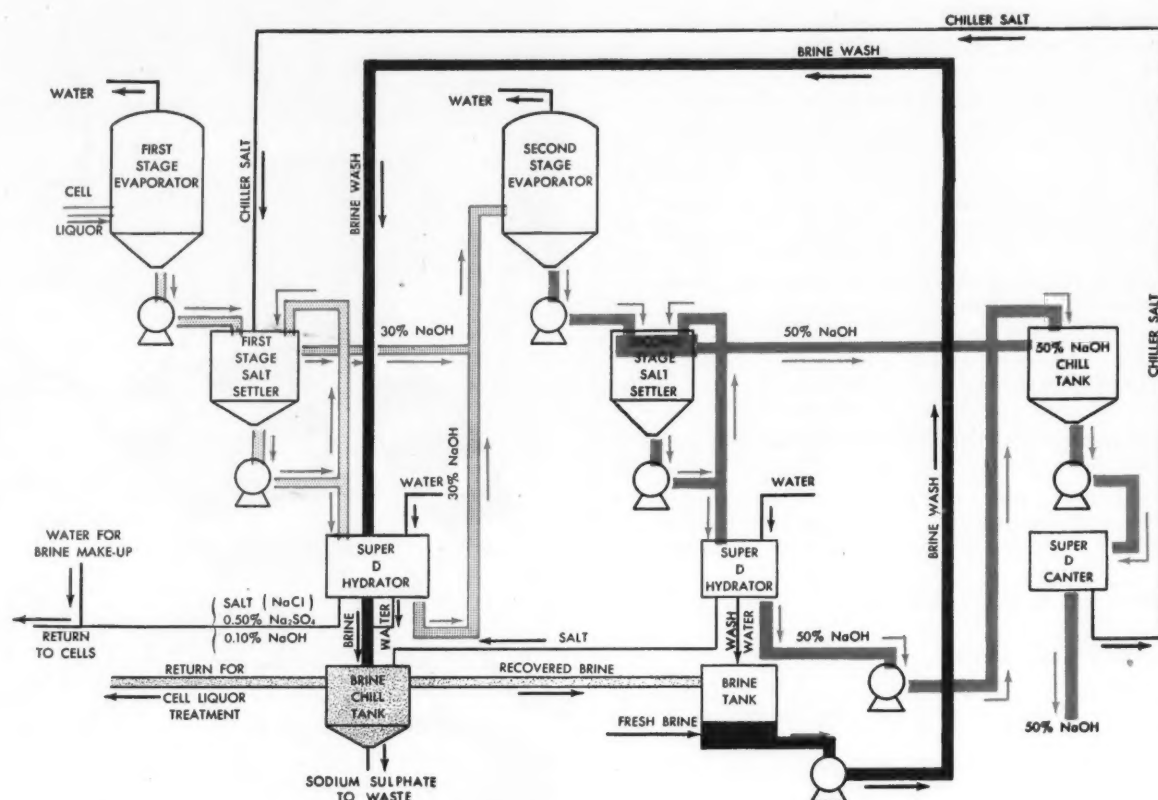 CHILLER SALT
BRINE WASH
WATER
WATER
FIRST
STAGE
EVAPORATOR
SECOND
STAGE
EVAPORATOR
CELL
LIQUOR
CHILLER SALT
BRINE WASH
CHILLER SALT
30% NaOH
50% NaOH
FIRST
STAGE
SALT
SETTLER
SECOND
STAGE
SALT
SETTLER
50% NaOH
CHILL
TANK
30% NaOH
BRINE WASH
WATER
WATER
WATER FOR
BRINE MAKE-UP
SUPER
D
HYDRATOR
SUPER
D
HYDRATOR
SUPER
D
CANTER
SALT (NaCl)
0.50% Na₂SO₄
0.10% NaOH
RETURN
TO CELLS
BRINE
WATER
SALT
WASH
WATER
50% NaOH
RETURN FOR
CELL LIQUOR
TREATMENT
BRINE
CHILL
TANK
RECOVERED BRINE
BRINE
TANK
FRESH BRINE
50% NaOH
SODIUM SULPHATE
TO WASTE